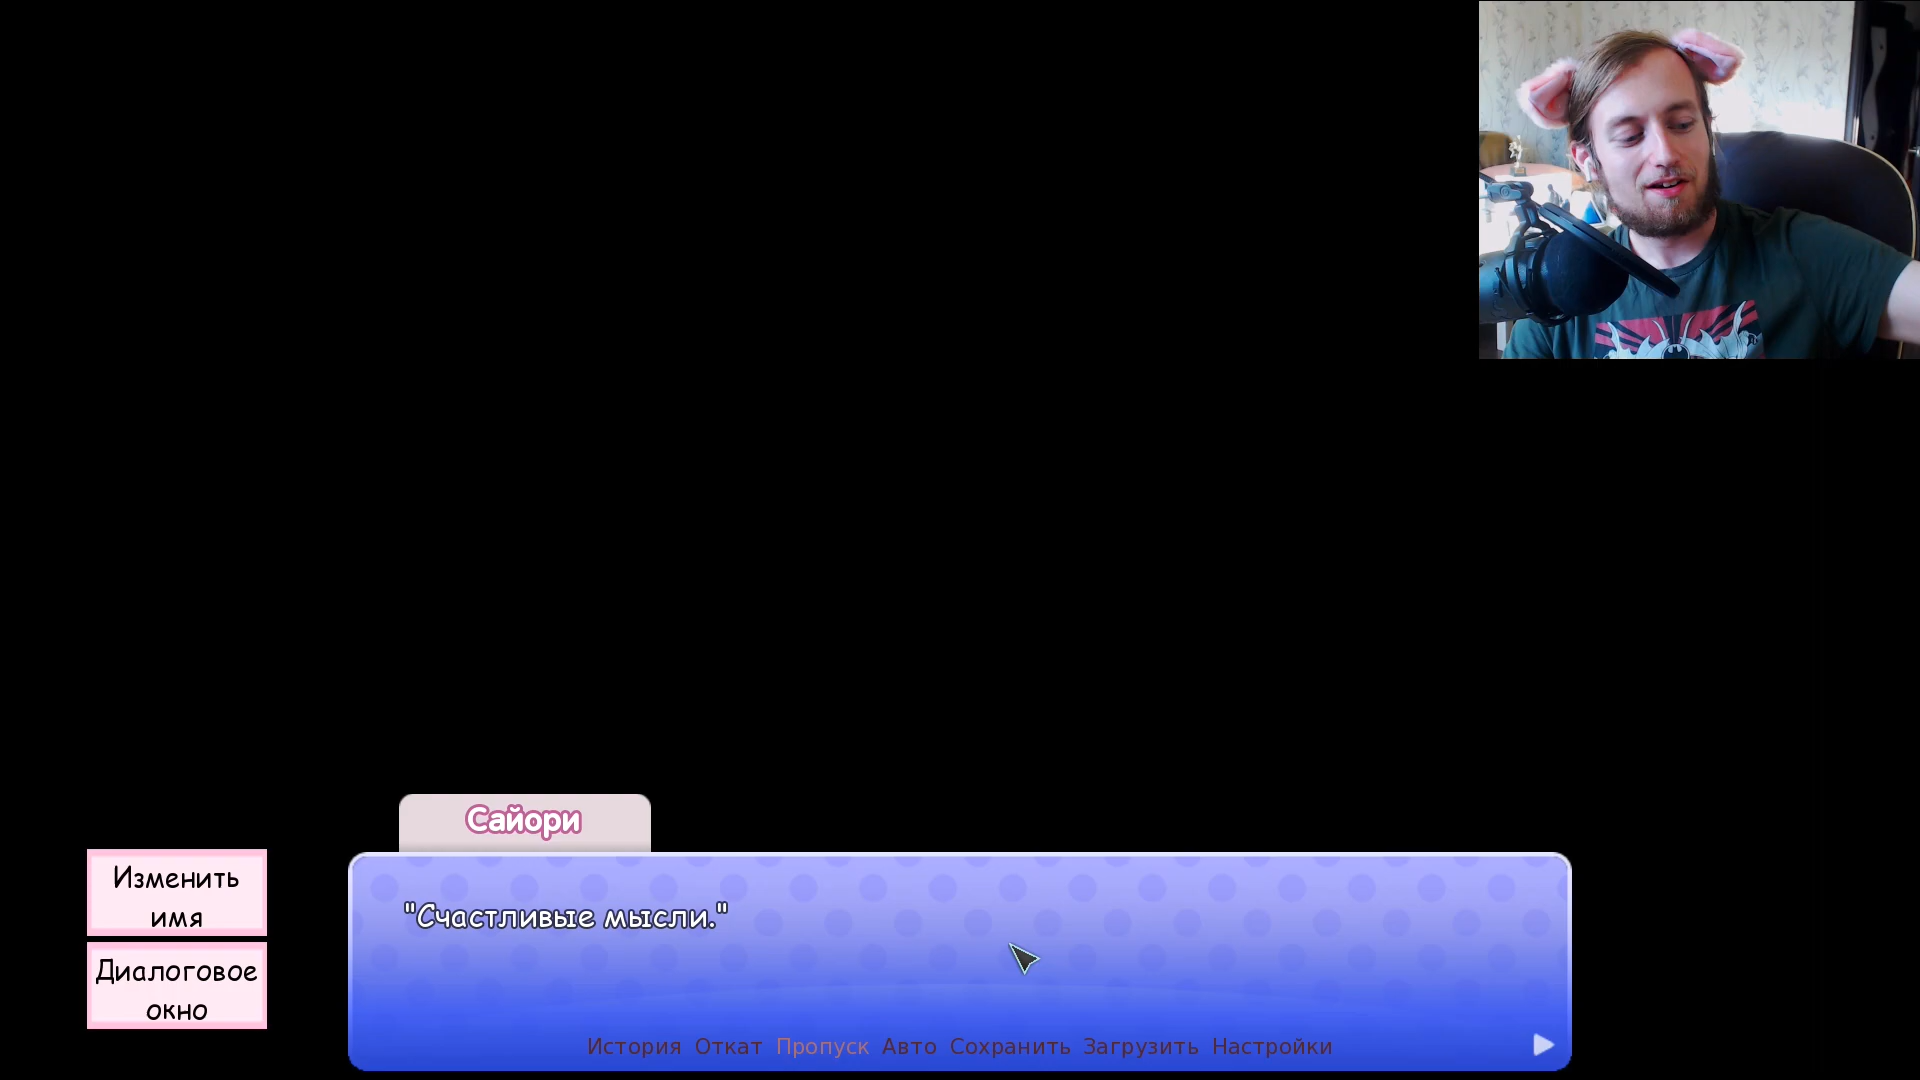 Сайори
"Счастливые мысли."
Изменить
имя
Диалоговое
окно
История Откат Пропуск Авто Сохранить Загрузить Настройки